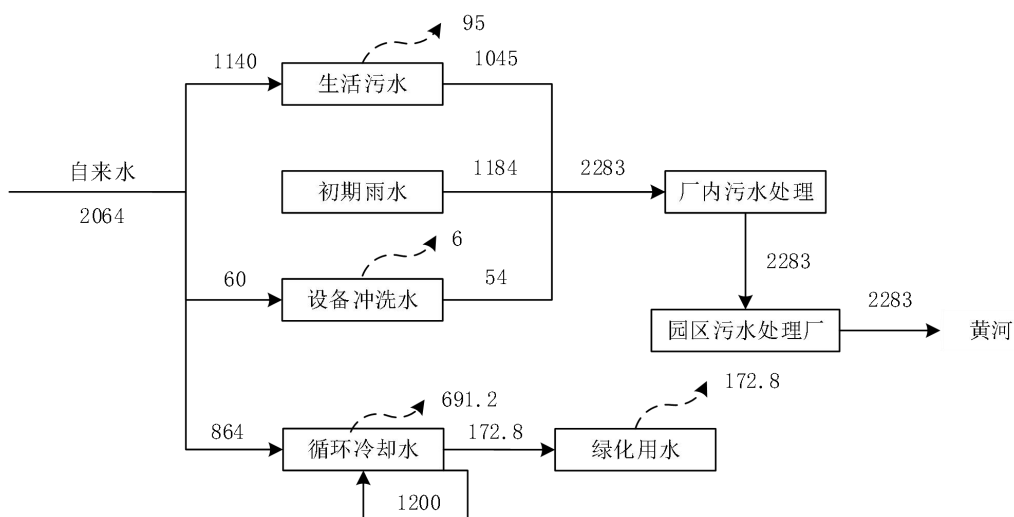 95
1140
1045
生活污水
自来水
2064
初期雨水
1184
2283
厂内污水处理
6
60
54
设备冲洗水
2283
2283
园区污水处理厂
黄河
172.8
691.2
864
172.8
循环冷却水
绿化用水
1200